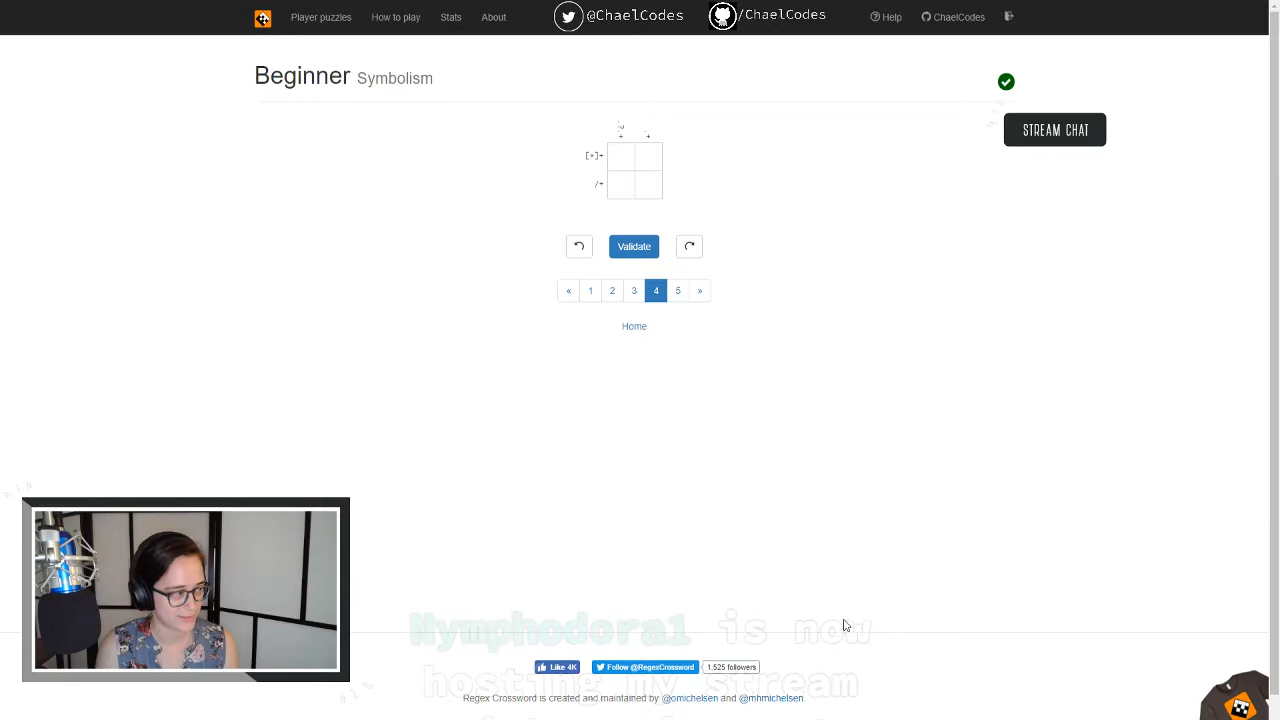 Player puzzles How to play Stats About @ChaelCodes /ChaelCodes Help ChaelCodes
Beginner Symbolism
STREAM CHAT
[*]+
/+
Validate
« 1 2 3 4 5 »
Home
Nymphodora1 is now
hosting my stream
Like 4K Follow @RegexCrossword 1,525 followers
Regex Crossword is created and maintained by @omichelsen and @mhmichelsen.